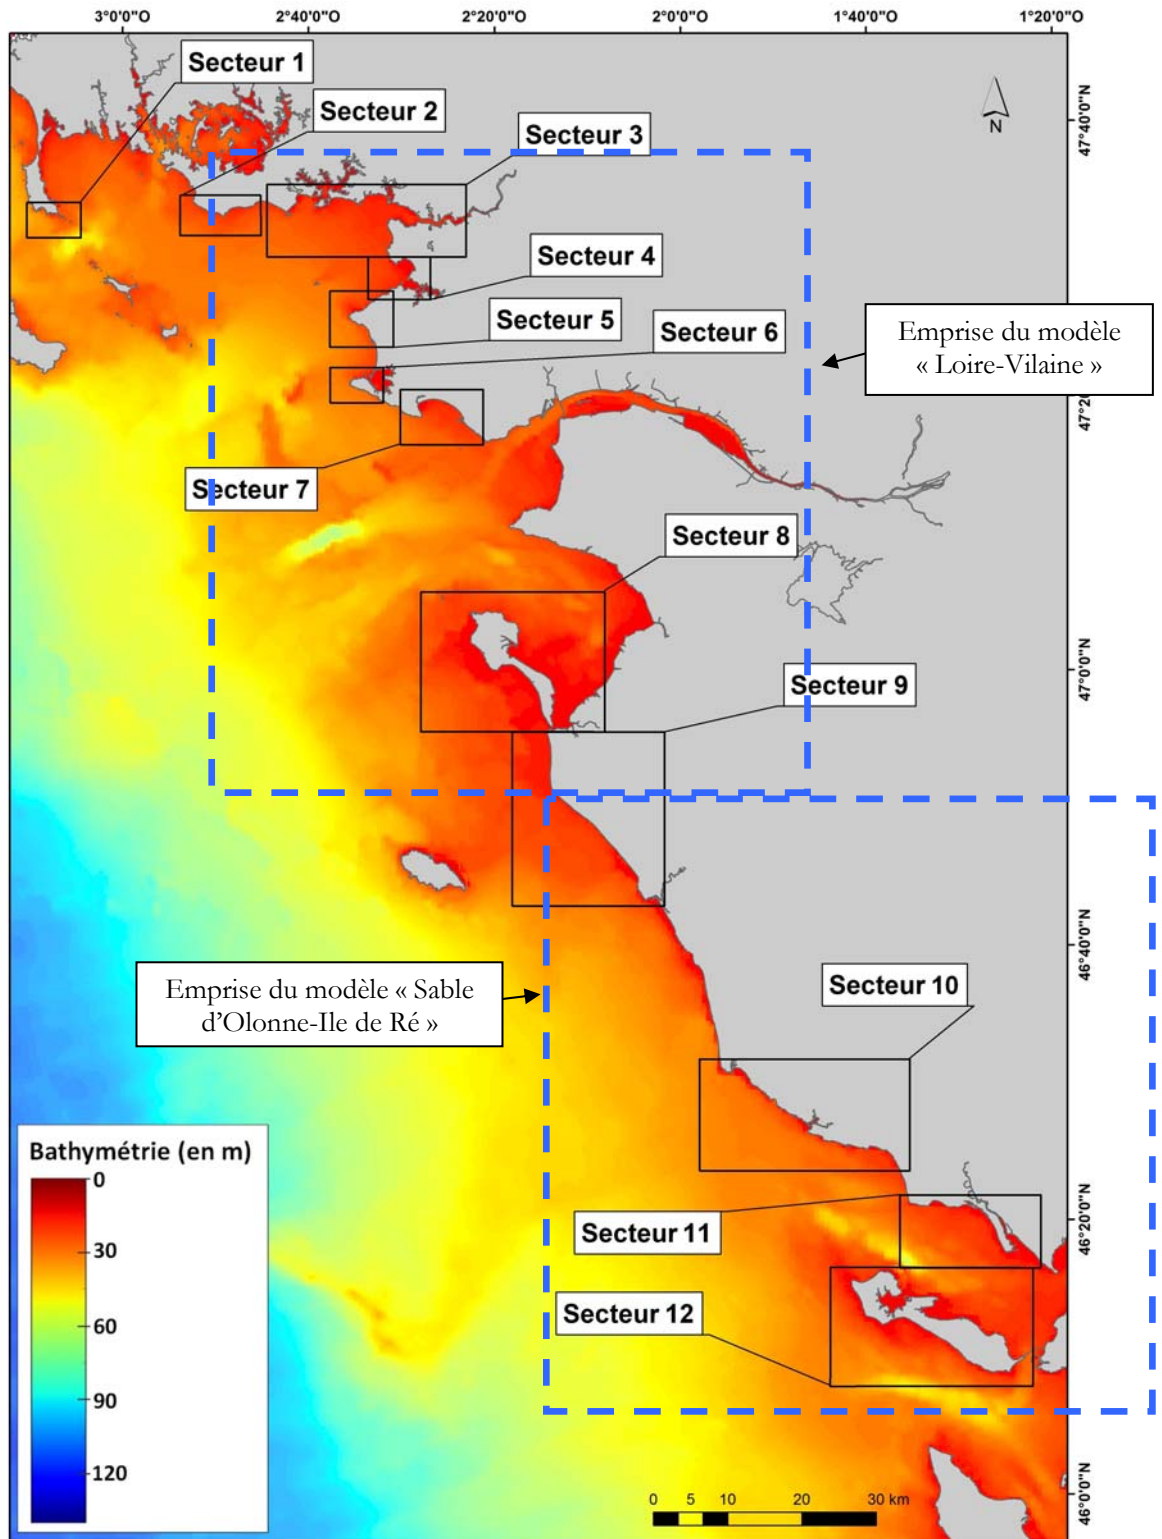 3°0'0"O
2°40'0"O
2°20'0"O
2°0'0"O
1°40'0"O
1°20'0"O
Secteur 1
Secteur 2
Secteur 3
N
47°40'0"N
Secteur 4
Secteur 5
Secteur 6
Emprise du modèle
« Loire-Vilaine »
47°20'0"N
Secteur 7
Secteur 8
Secteur 9
47°0'0"N
46°40'0"N
Emprise du modèle « Sable
d'Olonne-Ile de Ré »
Secteur 10
Secteur 11
46°20'0"N
Secteur 12
Bathymétrie (en m)
0
30
60
90
120
0 5 10 20 30 km
46°0'0"N